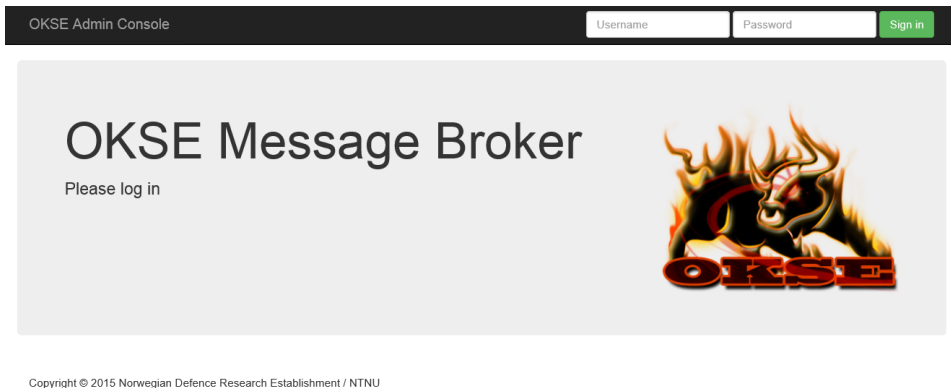 OKSE Admin Console Username Password Sign in
OKSE Message Broker
Please log in
OKSE
Copyright © 2015 Norwegian Defence Research Establishment / NTNU